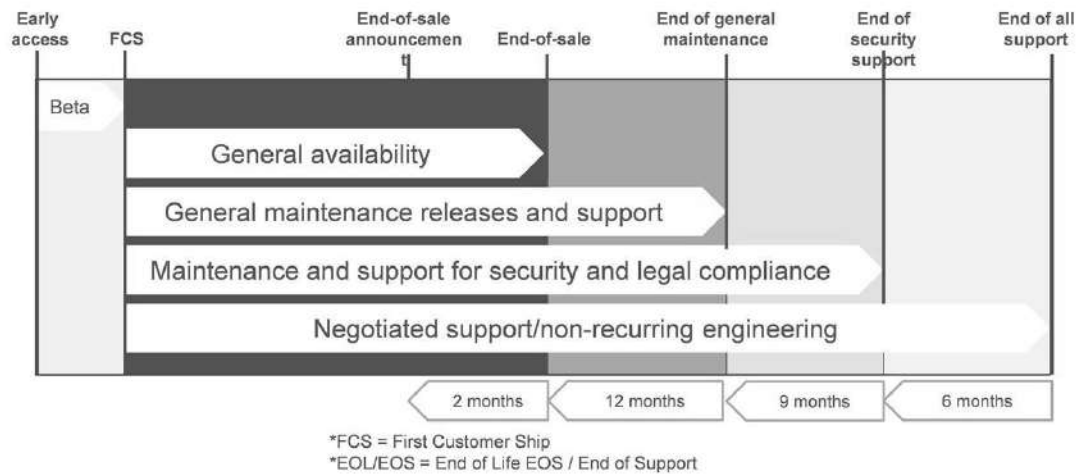 Early
access
FCS
End-of-sale
announcemen
t
End-of-sale
End of general
maintenance
End of
security
support
End of all
support
Beta
General availability
General maintenance releases and support
Maintenance and support for security and legal compliance
Negotiated support/non-recurring engineering
2 months
12 months
9 months
6 months
*FCS = First Customer Ship
*EOL/EOS = End of Life EOS / End of Support